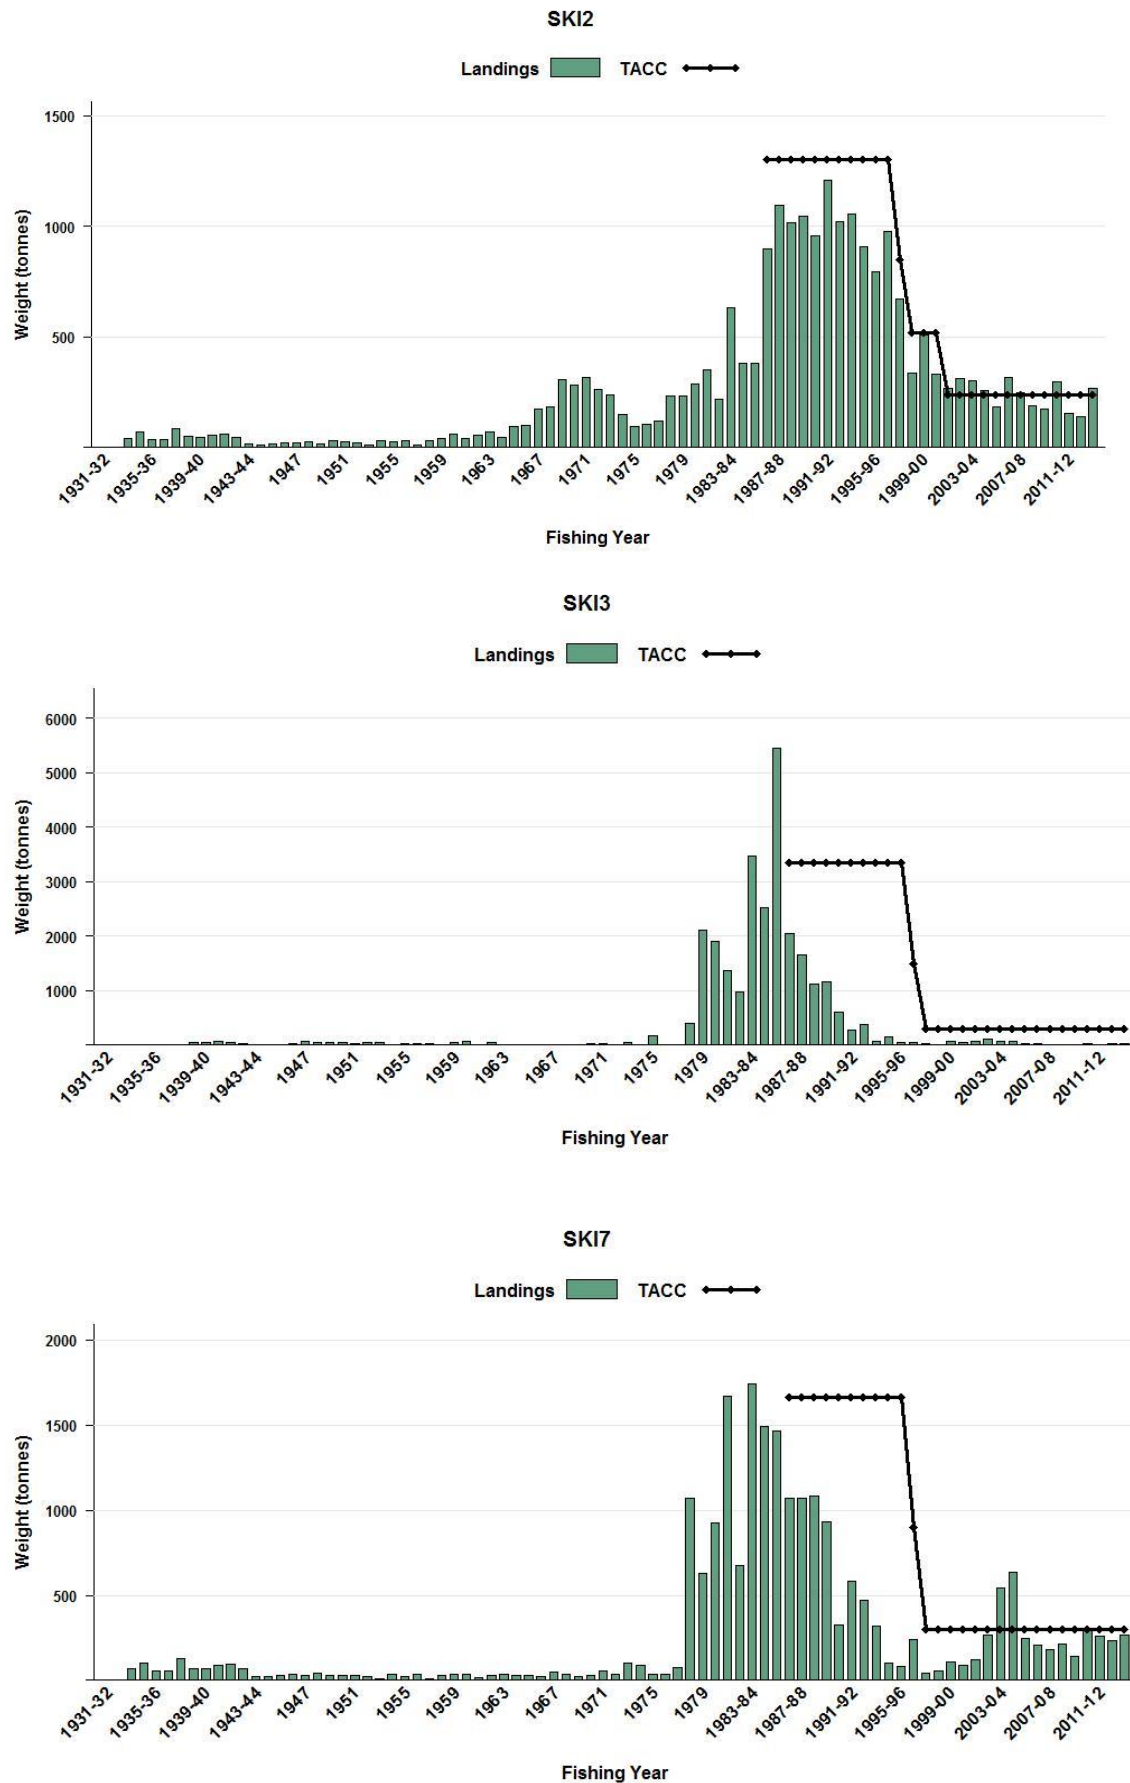 SKI2
Landings TACC
1500
1000
500
Weight (tonnes)
1931-32 1935-36 1939-40 1943-44 1947 1951 1955 1959 1963 1967 1971 1975 1979 1983-84 1987-88 1991-92 1995-96 1999-00 2003-04 2007-08 2011-12
Fishing Year
SKI3
Landings TACC
6000
5000
4000
3000
2000
1000
Weight (tonnes)
1931-32 1935-36 1939-40 1943-44 1947 1951 1955 1959 1963 1967 1971 1975 1979 1983-84 1987-88 1991-92 1995-96 1999-00 2003-04 2007-08 2011-12
Fishing Year
SKI7
Landings TACC
2000
1500
1000
500
Weight (tonnes)
1931-32 1935-36 1939-40 1943-44 1947 1951 1955 1959 1963 1967 1971 1975 1979 1983-84 1987-88 1991-92 1995-96 1999-00 2003-04 2007-08 2011-12
Fishing Year